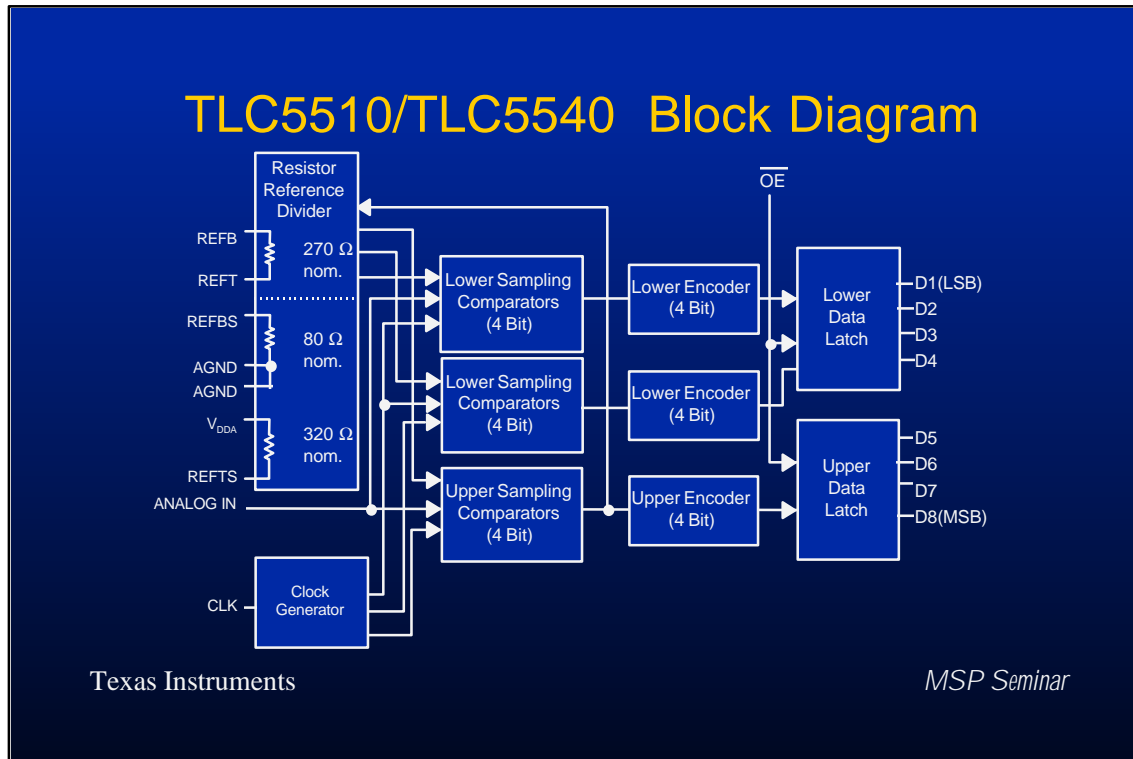 TLC5510/TLC5540 Block Diagram
Resistor
Reference
Divider
OE
REFB
REFT
270 Ω
nom.
REFBS
AGND
AGND
80 Ω
nom.
VDDA
REFTS
320 Ω
nom.
ANALOG IN
CLK
Clock
Generator
Lower Sampling
Comparators
(4 Bit)
Lower Encoder
(4 Bit)
Lower
Data
Latch
D1(LSB)
D2
D3
D4
Lower Sampling
Comparators
(4 Bit)
Lower Encoder
(4 Bit)
Upper Sampling
Comparators
(4 Bit)
Upper Encoder
(4 Bit)
Upper
Data
Latch
D5
D6
D7
D8(MSB)
Texas Instruments
MSP Seminar